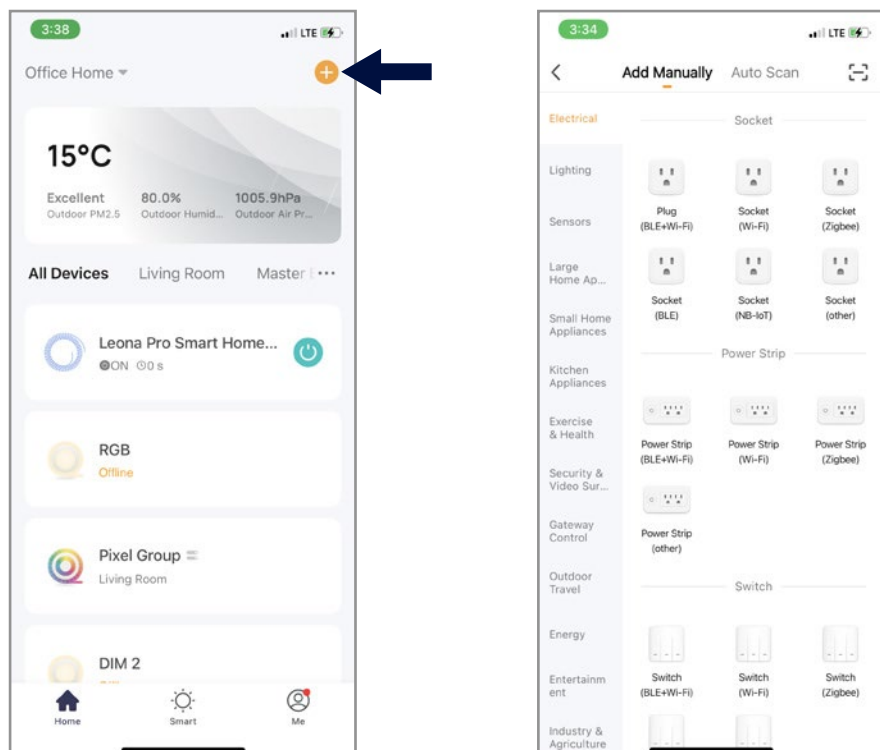 3:38
LTE
Office Home
15°C
Excellent 80.0% 1005.9hPa
Outdoor PM2.5 Outdoor Humid... Outdoor Air Pr...
All Devices Living Room Master
Leona Pro Smart Home...
ON 0 s
RGB
Offline
Pixel Group
Living Room
DIM 2
Home Smart Me
3:34
LTE
Add Manually Auto Scan
Electrical
Lighting
Sensors
Large
Home Ap...
Small Home
Appliances
Kitchen
Appliances
Exercise
& Health
Security &
Video Sur...
Gateway
Control
Outdoor
Travel
Energy
Entertainm
ent
Industry &
Agriculture
Socket
Plug Socket Socket
(BLE+Wi-Fi) (Wi-Fi) (Zigbee)
Socket Socket Socket
(BLE) (NB-IoT) (other)
Power Strip
Power Strip Power Strip Power Strip
(BLE+Wi-Fi) (Wi-Fi) (Zigbee)
Power Strip
(other)
Switch
Switch Switch Switch
(BLE+Wi-Fi) (Wi-Fi) (Zigbee)